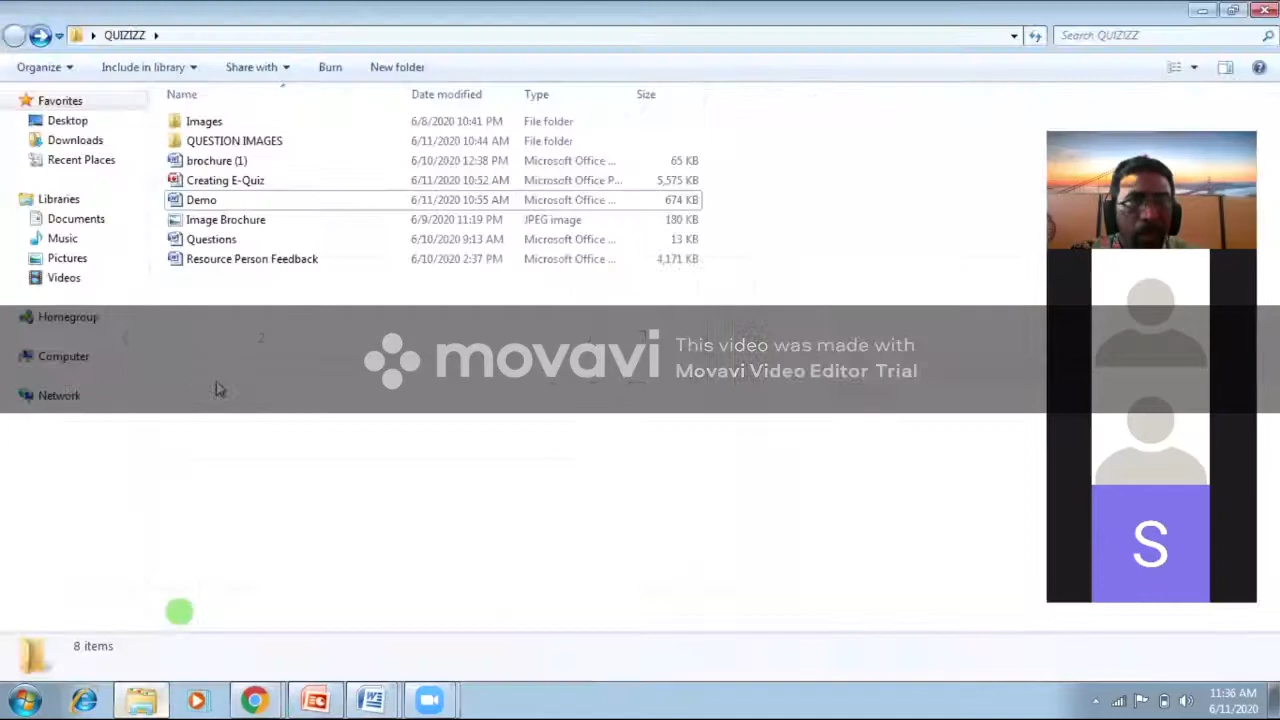 QUIZIZZ
Search QUIZIZZ
Organize Include in library Share with Burn New folder
Name Date modified Type Size
Favorites
Desktop
Downloads
Recent Places
Libraries
Documents
Music
Pictures
Videos
Homegroup
Computer
Network
Images 6/8/2020 10:41 PM File folder
QUESTION IMAGES 6/11/2020 10:44 AM File folder
brochure (1) 6/10/2020 12:38 PM Microsoft Office ... 65 KB
Creating E-Quiz 6/11/2020 10:52 AM Microsoft Office P... 5,575 KB
Demo 6/11/2020 10:55 AM Microsoft Office ... 674 KB
Image Brochure 6/9/2020 11:19 PM JPEG image 180 KB
Questions 6/10/2020 9:13 AM Microsoft Office ... 13 KB
Resource Person Feedback 6/10/2020 2:37 PM Microsoft Office ... 4,171 KB
movavi
This video was made with
Movavi Video Editor Trial
S
8 items
11:36 AM
6/11/2020